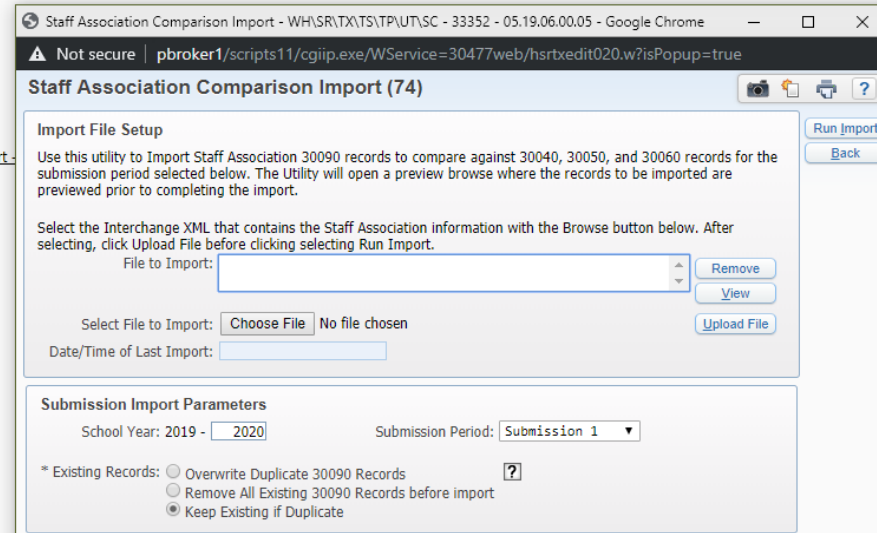 Staff Association Comparison Import - WH\SR\TX\TS\TP\UT\SC - 33352 - 05.19.06.00.05 - Google Chrome
Not secure | pbroker1/scripts11/cgiip.exe/WService=30477web/hsrtxedit020.w?isPopup=true
Staff Association Comparison Import (74)
?
Import File Setup
Run Import
rt -
Use this utility to Import Staff Association 30090 records to compare against 30040, 30050, and 30060 records for the
Back
submission period selected below. The Utility will open a preview browse where the records to be imported are
previewed prior to completing the import.
Select the Interchange XML that contains the Staff Association information with the Browse button below. After
selecting, click Upload File before clicking selecting Run Import.
File to Import:
Remove
View
Select File to Import: Choose File No file chosen
Upload File
Date/Time of Last Import:
Submission Import Parameters
School Year: 2019 - 2020 Submission Period: Submission 1
* Existing Records: Overwrite Duplicate 30090 Records ?
Remove All Existing 30090 Records before import
Keep Existing if Duplicate